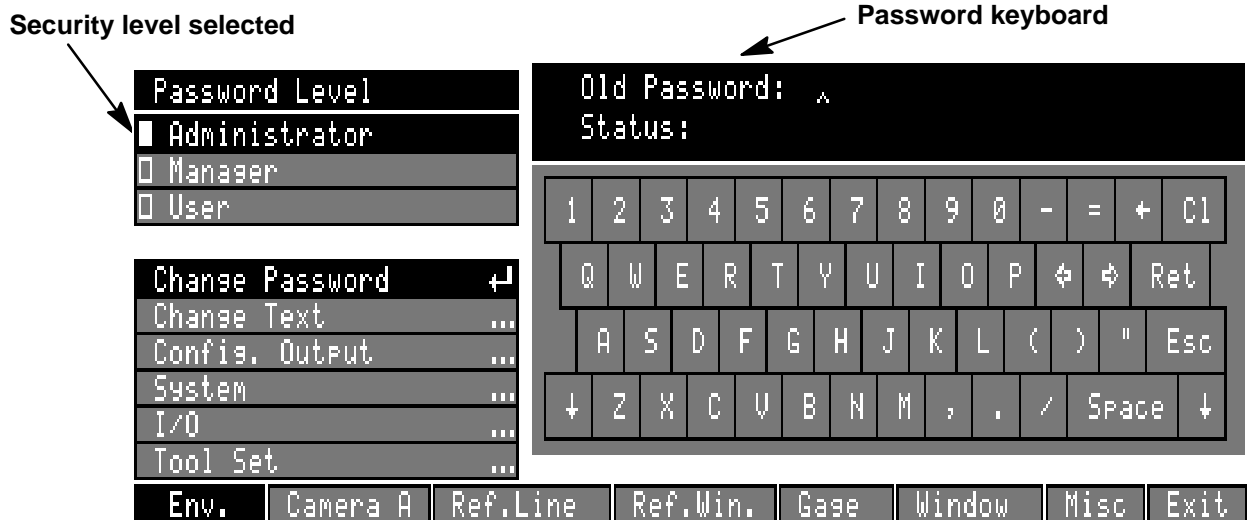 Security level selected
Password keyboard
Password Level
Administrator
Manager
User
Old Password: ^
Status:
1 2 3 4 5 6 7 8 9 0 - = ← Cl
Q W E R T Y U I O P ⇦ ⇨ Ret
A S D F G H J K L ( ) " Esc
↓ Z X C V B N M , . / Space ↓
Change Password ↵
Change Text ...
Config. Output ...
System ...
I/O ...
Tool Set ...
Env. Camera A Ref.Line Ref.Win. Gage Window Misc Exit